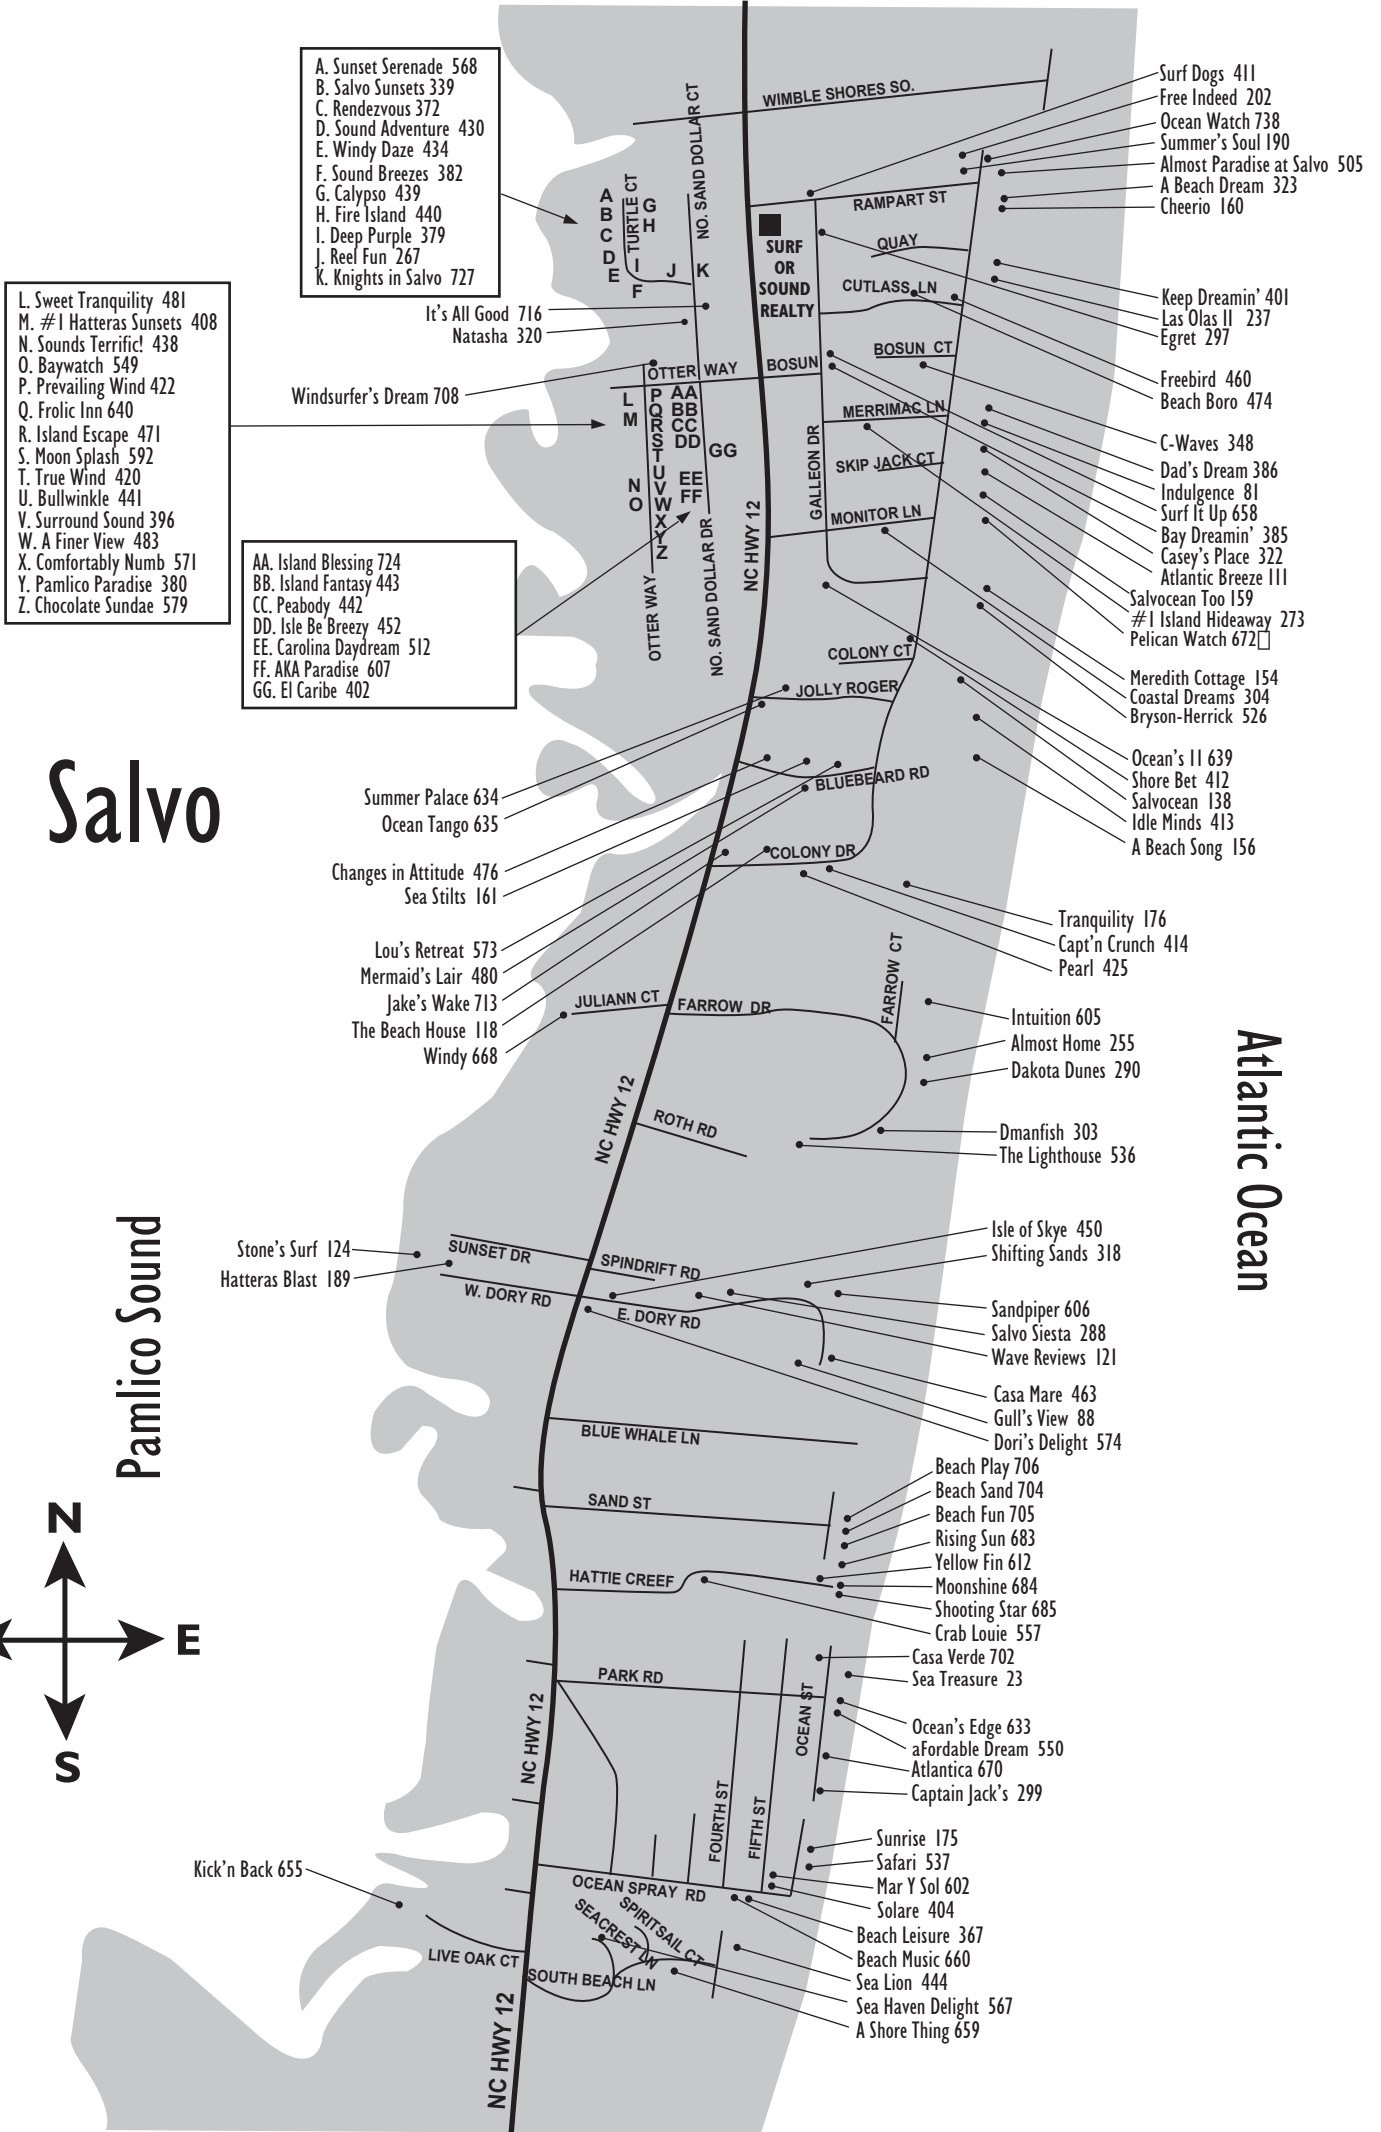 A. Sunset Serenade 568
B. Salvo Sunsets 339
C. Rendezvous 372
D. Sound Adventure 430
E. Windy Daze 434
F. Sound Breezes 382
G. Calypso 439
H. Fire Island 440
I. Deep Purple 379
J. Reel Fun 267
K. Knights in Salvo 727
L. Sweet Tranquility 481
M. #1 Hatteras Sunsets 408
N. Sounds Terrific! 438
O. Baywatch 549
P. Prevailing Wind 422
Q. Frolic Inn 640
R. Island Escape 471
S. Moon Splash 592
T. True Wind 420
U. Bullwinkle 441
V. Surround Sound 396
W. A Finer View 483
X. Comfortably Numb 571
Y. Pamlico Paradise 380
Z. Chocolate Sundae 579
AA. Island Blessing 724
BB. Island Fantasy 443
CC. Peabody 442
DD. Isle Be Breezy 452
EE. Carolina Daydream 512
FF. AKA Paradise 607
GG. El Caribe 402
It's All Good 716
Natasha 320
Windsurfer's Dream 708
Salvo
Summer Palace 634
Ocean Tango 635
Changes in Attitude 476
Sea Stilts 161
Lou's Retreat 573
Mermaid's Lair 480
Jake's Wake 713
The Beach House 118
Windy 668
Pamlico Sound
Stone's Surf 124
Hatteras Blast 189
N
E
S
Kick'n Back 655
WIMBLE SHORES SO.
NO. SAND DOLLAR CT
TURTLE CT
A
B
C
D
E
F
G
H
I
J
K
RAMPART ST
SURF
OR
SOUND
REALTY
QUAY
CUTLASS LN
BOSUN CT
OTTER WAY
BOSUN
MERRIMAC LN
GALLEON DR
SKIP JACK CT
MONITOR LN
L
M
N
O
P
Q
R
S
T
U
V
W
X
Y
Z
AA
BB
CC
DD
EE
FF
GG
OTTER WAY
NO. SAND DOLLAR DR
NC HWY 12
COLONY CT
JOLLY ROGER
BLUEBEARD RD
COLONY DR
JULIANN CT
FARROW DR
FARROW CT
NC HWY 12
ROTH RD
SUNSET DR
SPINDRIFT RD
W. DORY RD
E. DORY RD
BLUE WHALE LN
SAND ST
HATTIE CREEF
PARK RD
NC HWY 12
OCEAN ST
FOURTH ST
FIFTH ST
OCEAN SPRAY RD
SPIRITSAIL CT
SEACREST LN
LIVE OAK CT
SOUTH BEACH LN
NC HWY 12
Surf Dogs 411
Free Indeed 202
Ocean Watch 738
Summer's Soul 190
Almost Paradise at Salvo 505
A Beach Dream 323
Cheerio 160
Keep Dreamin' 401
Las Olas II 237
Egret 297
Freebird 460
Beach Boro 474
C-Waves 348
Dad's Dream 386
Indulgence 81
Surf It Up 658
Bay Dreamin' 385
Casey's Place 322
Atlantic Breeze 111
Salvocean Too 159
#1 Island Hideaway 273
Pelican Watch 672
Meredith Cottage 154
Coastal Dreams 304
Bryson-Herrick 526
Ocean's 11 639
Shore Bet 412
Salvocean 138
Idle Minds 413
A Beach Song 156
Tranquility 176
Capt'n Crunch 414
Pearl 425
Intuition 605
Almost Home 255
Dakota Dunes 290
Atlantic Ocean
Dmanfish 303
The Lighthouse 536
Isle of Skye 450
Shifting Sands 318
Sandpiper 606
Salvo Siesta 288
Wave Reviews 121
Casa Mare 463
Gull's View 88
Dori's Delight 574
Beach Play 706
Beach Sand 704
Beach Fun 705
Rising Sun 683
Yellow Fin 612
Moonshine 684
Shooting Star 685
Crab Louie 557
Casa Verde 702
Sea Treasure 23
Ocean's Edge 633
aFordable Dream 550
Atlantica 670
Captain Jack's 299
Sunrise 175
Safari 537
Mar Y Sol 602
Solare 404
Beach Leisure 367
Beach Music 660
Sea Lion 444
Sea Haven Delight 567
A Shore Thing 659